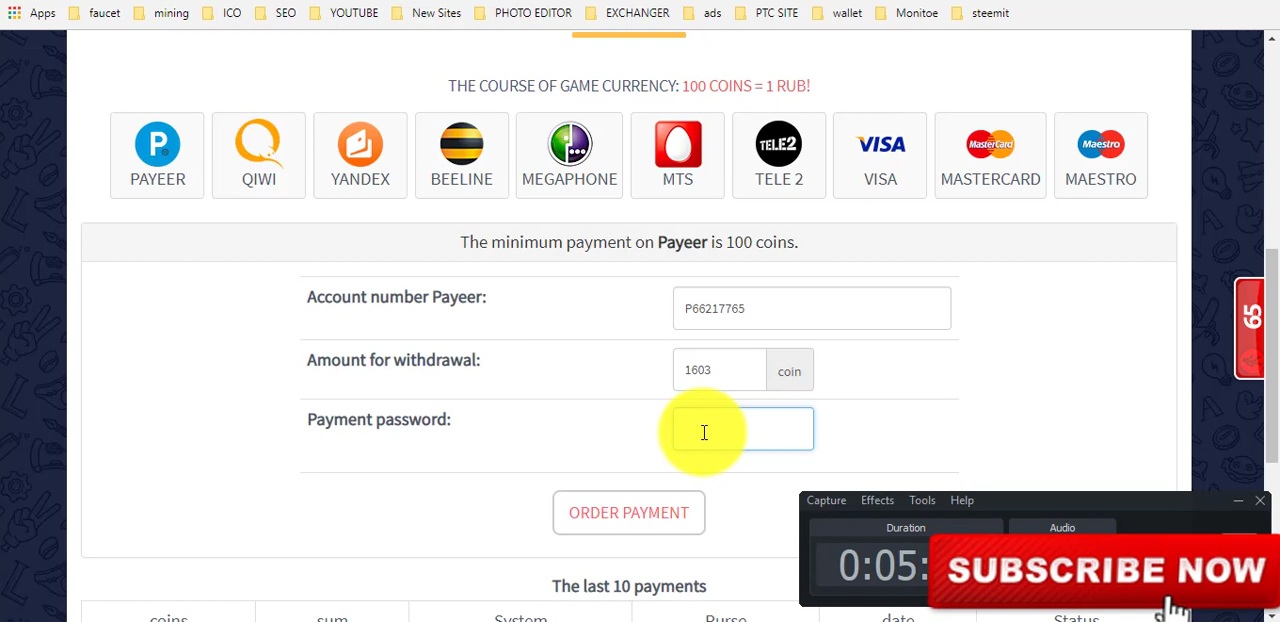 Apps faucet mining ICO SEO YOUTUBE New Sites PHOTO EDITOR EXCHANGER ads PTC SITE wallet Monitoe steemit
THE COURSE OF GAME CURRENCY: 100 COINS = 1 RUB!
P@
TELE2
VISA
MasterCard
Maestro
PAYEER QIWI YANDEX BEELINE MEGAPHONE MTS TELE 2 VISA MASTERCARD MAESTRO
The minimum payment on Payeer is 100 coins.
Account number Payeer: P66217765
65
Amount for withdrawal: 1603 coin
Payment password:
ORDER PAYMENT
Capture Effects Tools Help
Duration Audio
0:05:
SUBSCRIBE NOW
The last 10 payments
coins sum System Purse date Status